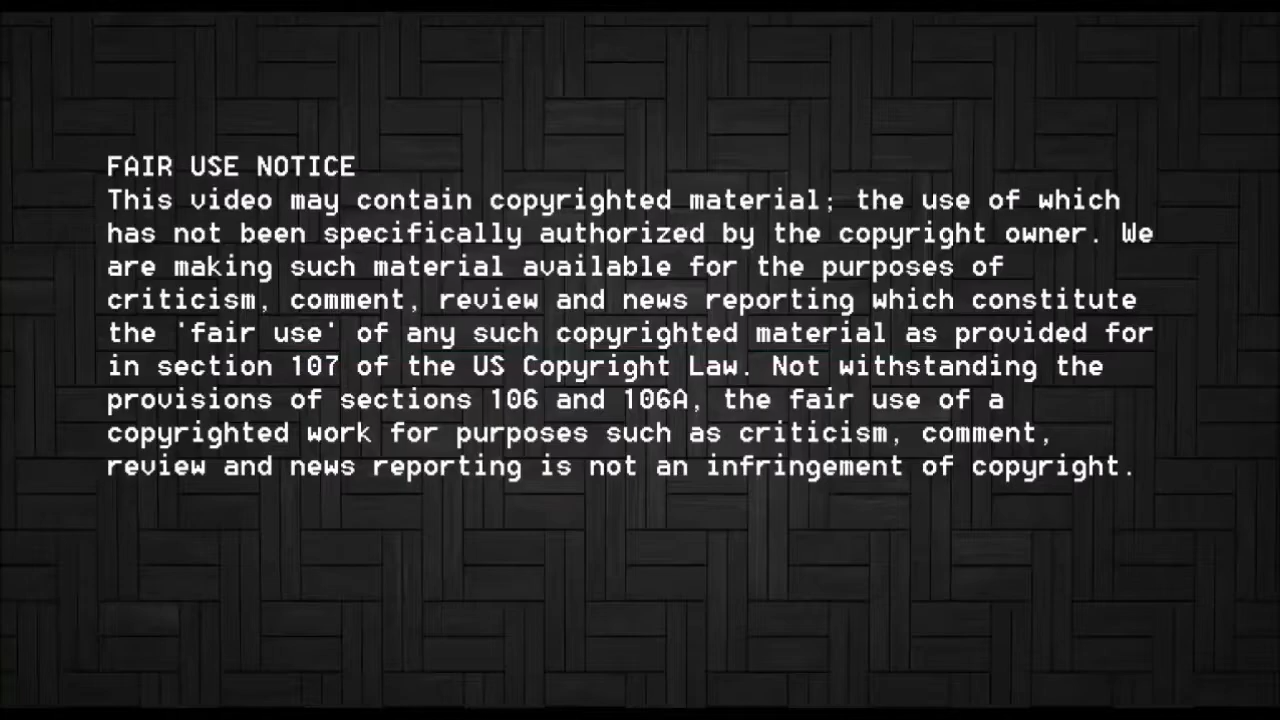 FAIR USE NOTICE
This video may contain copyrighted material; the use of which
has not been specifically authorized by the copyright owner. We
are making such material available for the purposes of
criticism, comment, review and news reporting which constitute
the 'fair use' of any such copyrighted material as provided for
in section 107 of the US Copyright Law. Not withstanding the
provisions of sections 106 and 106A, the fair use of a
copyrighted work for purposes such as criticism, comment,
review and news reporting is not an infringement of copyright.